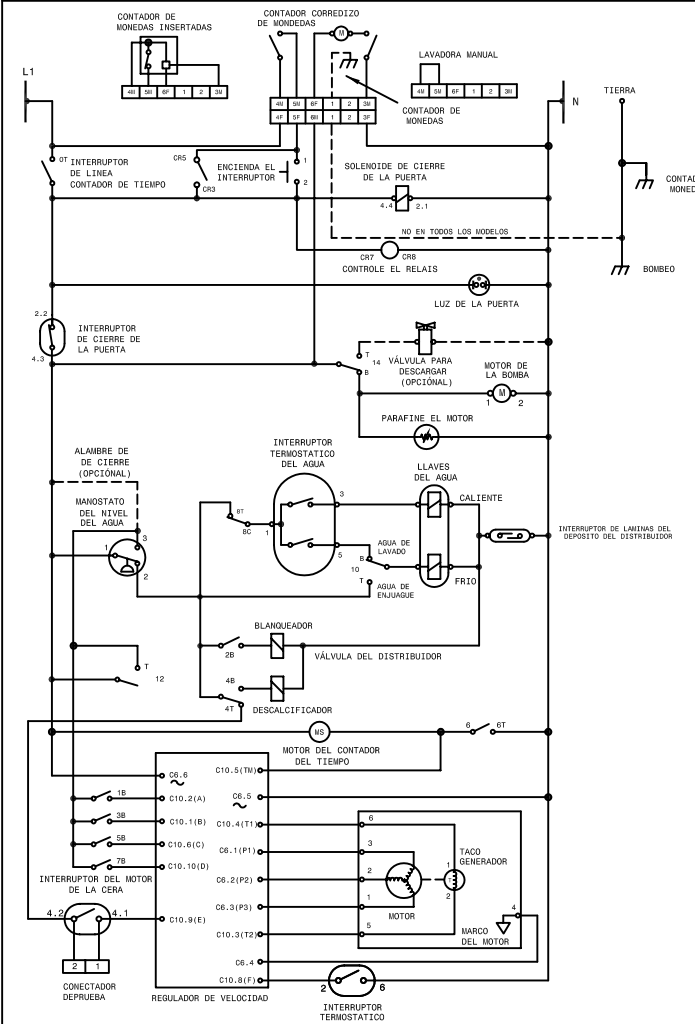 CONTADOR DE
MONEDAS INSERTADAS
4M 5M 6F 1 2 3M
CONTADOR CORREDIZO
DE MONDEDAS
M
LAVADORA MANUAL
4M 5M 6F 1 2 3M
4M 5M 6F 1 2 3M
4F 5F 6M 1 2 3F
CONTADOR DE
MONEDAS
L1
N
TIERRA
OT
INTERRUPTOR
DE LINEA
CONTADOR DE TIEMPO
CR5
CR3
ENCIENDA EL
INTERRUPTOR
1
2
SOLENOIDE DE CIERRE
DE LA PUERTA
4.4
2.1
CONTAD
MONED
NO EN TODOS LOS MODELOS
CR7
CR8
CONTROLE EL RELAIS
BOMBEO
LUZ DE LA PUERTA
2.2
4.3
INTERRUPTOR
DE CIERRE DE
LA PUERTA
T
14
B
VÁLVULA PARA
DESCARGAR
(OPCIÓNAL)
MOTOR DE
LA BOMBA
M
1
2
PARAFINE EL MOTOR
ALAMBRE DE
DE CIERRE
(OPCIÓNAL)
MANOSTATO
DEL NIVEL
DEL AGUA
3
1
2
INTERRUPTOR
TERMOSTATICO
DEL AGUA
8T
8C
1
3
5
LLAVES
DEL AGUA
CALIENTE
FRIO
AGUA DE
LAVADO
B
10
T
AGUA DE
ENJUAGUE
INTERRUPTOR DE LAMINAS DEL
DEPOSITO DEL DISTRIBUIDOR
BLANQUEADOR
2B
VÁLVULA DEL DISTRIBUIDOR
4B
4T
DESCALCIFICADOR
T
12
MS
MOTOR DEL CONTADOR
DEL TIEMPO
6
6T
C6.6
C10.2(A)
C10.1(B)
C10.6(C)
C10.10(D)
C10.9(E)
C10.5(TM)
C6.5
C10.4(T1)
C6.1(P1)
C6.2(P2)
C6.3(P3)
C10.3(T2)
C6.4
C10.8(F)
1B
3B
5B
7B
INTERRUPTOR DEL MOTOR
DE LA CERA
4.2
4.1
2 1
CONECTADOR
DEPRUEBA
REGULADOR DE VELOCIDAD
6
3
2
1
5
MOTOR
TACO
GENERADOR
1
T
2
4
MARCO
DEL MOTOR
2
6
INTERRUPTOR
TERMOSTATICO